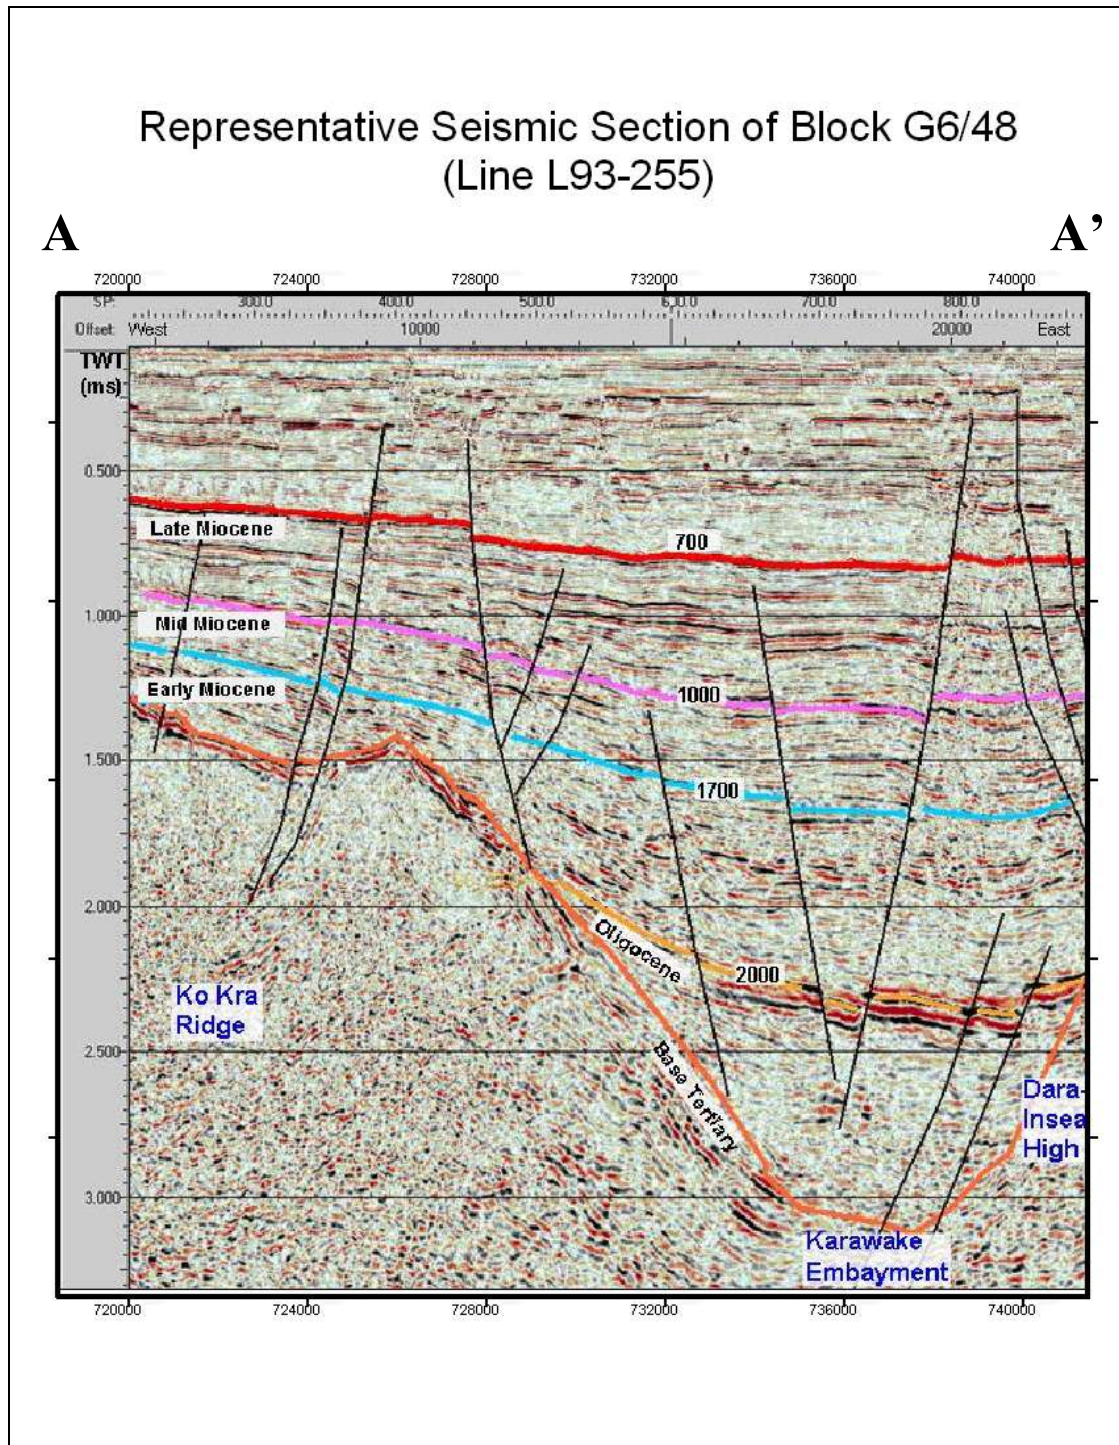 Representative Seismic Section of Block G6/48
(Line L93-255)
A A’
720000 724000 728000 732000 736000 740000
SP: 300.0 400.0 500.0 600.0 700.0 800.0
Offset: West 10000 20000 East
TWT
(ms)
0.500
Late Miocene
700
1.000
Mid Miocene
1000
Early Miocene
1.500
1700
2.000
Oligocene
2000
Ko Kra
Ridge
2.500
Base Tertiary
Dara-
Insea
High
3.000
Karawake
Embayment
720000 724000 728000 732000 736000 740000